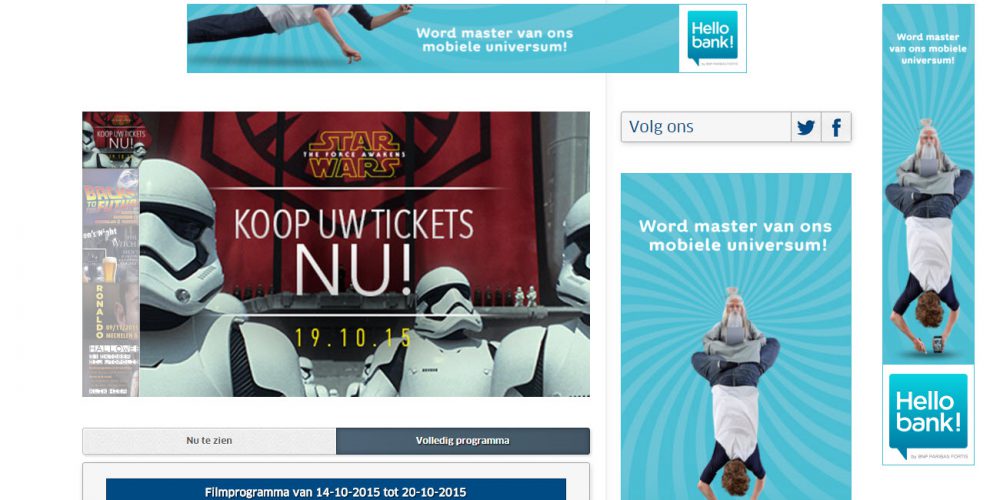 Word master van ons
mobiele universum!
Hello
bank!
by BNP PARIBAS FORTIS
Word master
van ons mobiele
universum!
KOOP UW TICKETS
NU!
19.10.15
BACK
TO
RONALDO
STAR
THE FORCE AWAKENS
WARS
KOOP UW TICKETS
NU!
19.10.15
Volg ons
Word master van ons
mobiele universum!
Hello
bank!
by BNP PARIBAS FORTIS
Nu te zien
Volledig programma
Filmprogramma van 14-10-2015 tot 20-10-2015